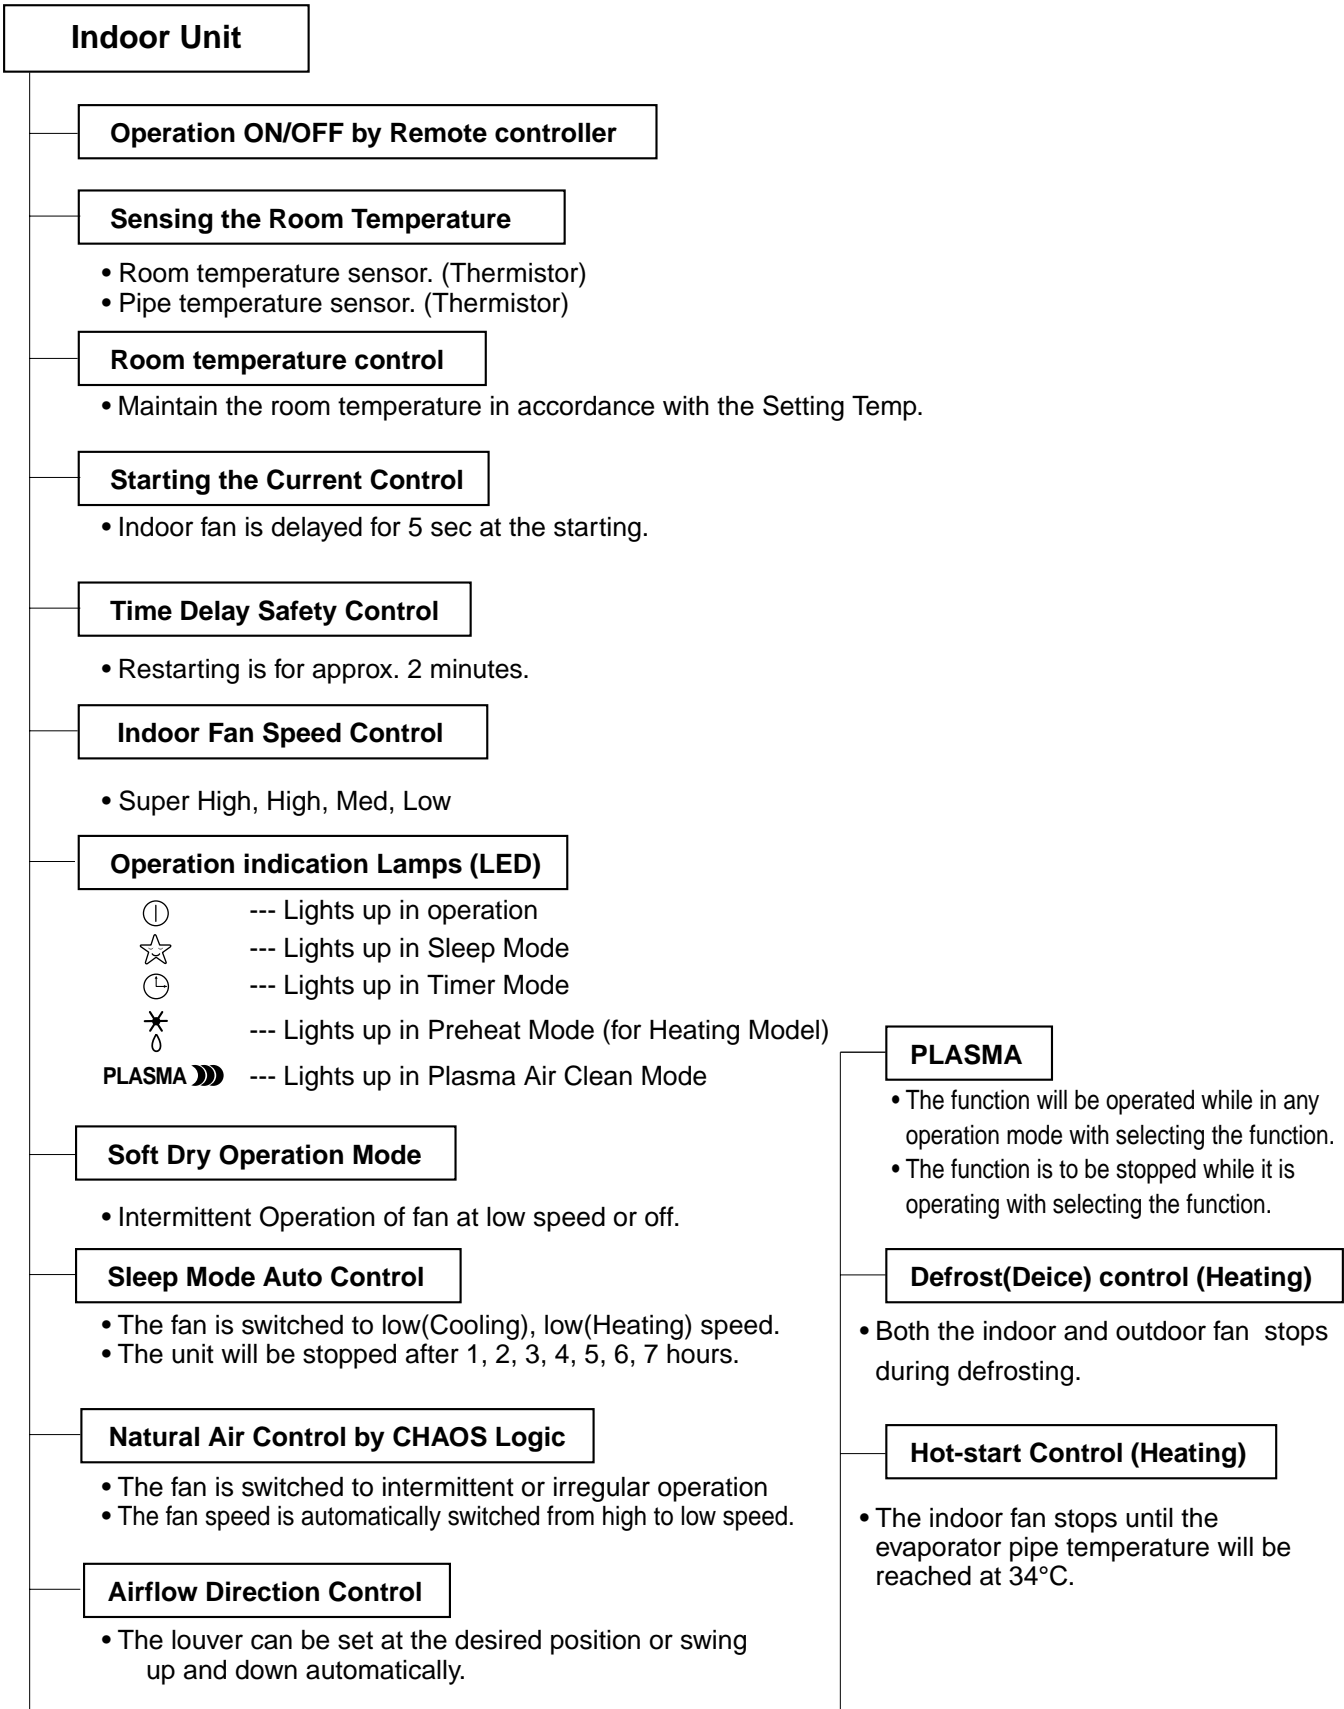 Indoor Unit
Operation ON/OFF by Remote controller
Sensing the Room Temperature
• Room temperature sensor. (Thermistor)
• Pipe temperature sensor. (Thermistor)
Room temperature control
• Maintain the room temperature in accordance with the Setting Temp.
Starting the Current Control
• Indoor fan is delayed for 5 sec at the starting.
Time Delay Safety Control
• Restarting is for approx. 2 minutes.
Indoor Fan Speed Control
• Super High, High, Med, Low
Operation indication Lamps (LED)
--- Lights up in operation
--- Lights up in Sleep Mode
--- Lights up in Timer Mode
--- Lights up in Preheat Mode (for Heating Model)
PLASMA --- Lights up in Plasma Air Clean Mode
Soft Dry Operation Mode
• Intermittent Operation of fan at low speed or off.
Sleep Mode Auto Control
• The fan is switched to low(Cooling), low(Heating) speed.
• The unit will be stopped after 1, 2, 3, 4, 5, 6, 7 hours.
Natural Air Control by CHAOS Logic
• The fan is switched to intermittent or irregular operation
• The fan speed is automatically switched from high to low speed.
Airflow Direction Control
• The louver can be set at the desired position or swing
up and down automatically.
PLASMA
• The function will be operated while in any
operation mode with selecting the function.
• The function is to be stopped while it is
operating with selecting the function.
Defrost(Deice) control (Heating)
• Both the indoor and outdoor fan stops
during defrosting.
Hot-start Control (Heating)
• The indoor fan stops until the
evaporator pipe temperature will be
reached at 34°C.